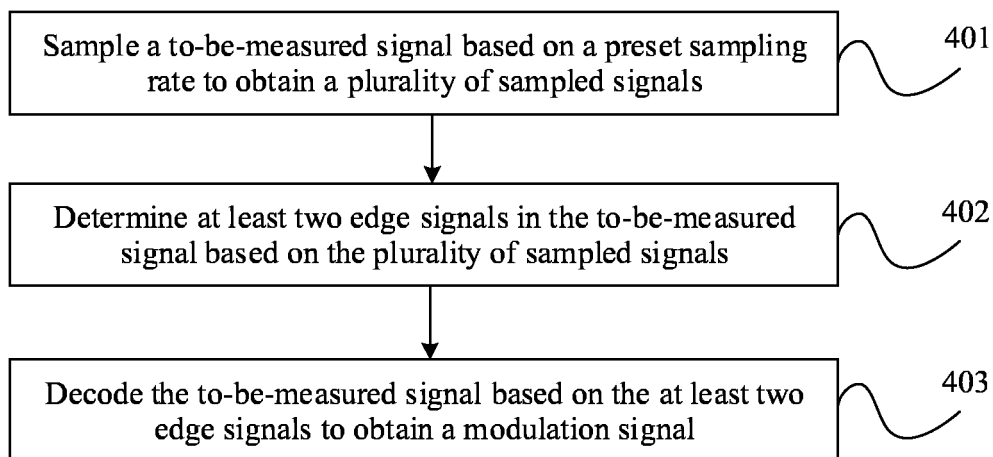 Sample a to-be-measured signal based on a preset sampling
rate to obtain a plurality of sampled signals
401
Determine at least two edge signals in the to-be-measured
signal based on the plurality of sampled signals
402
Decode the to-be-measured signal based on the at least two
edge signals to obtain a modulation signal
403